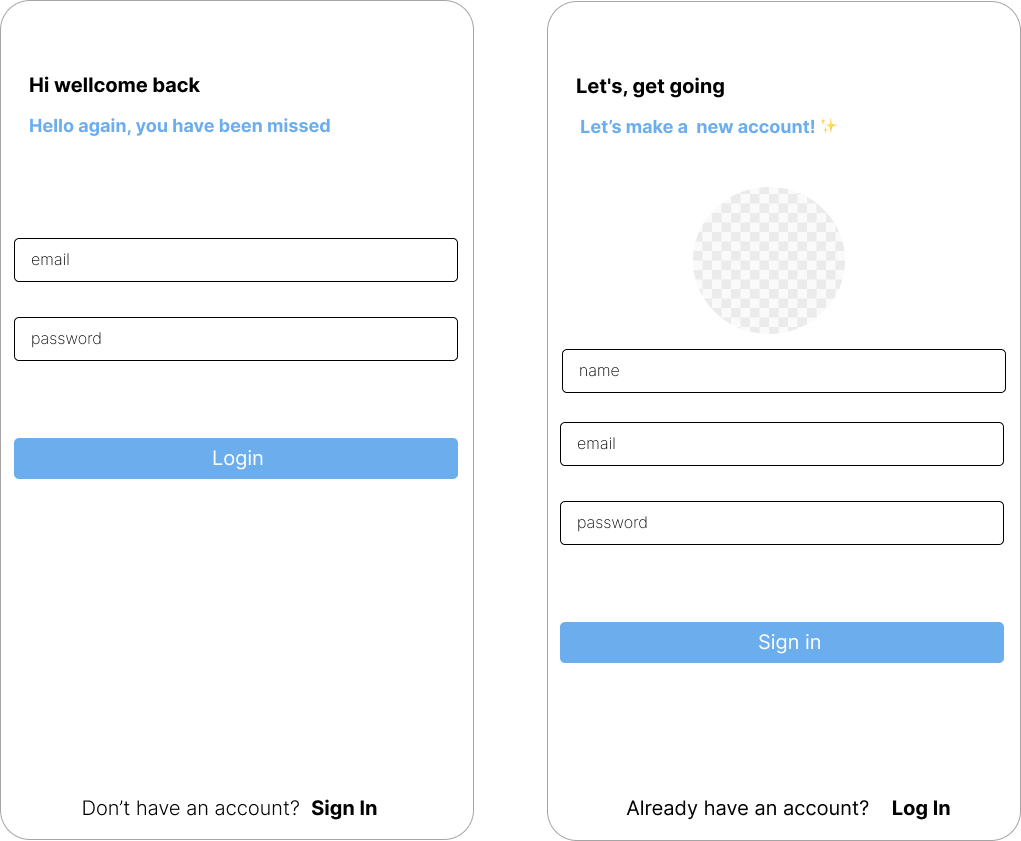 Hi wellcome back
Hello again, you have been missed
email
password
Login
Don’t have an account? Sign In
Let's, get going
Let’s make a  new account! ✨
name
email
password
Sign in
Already have an account? Log In